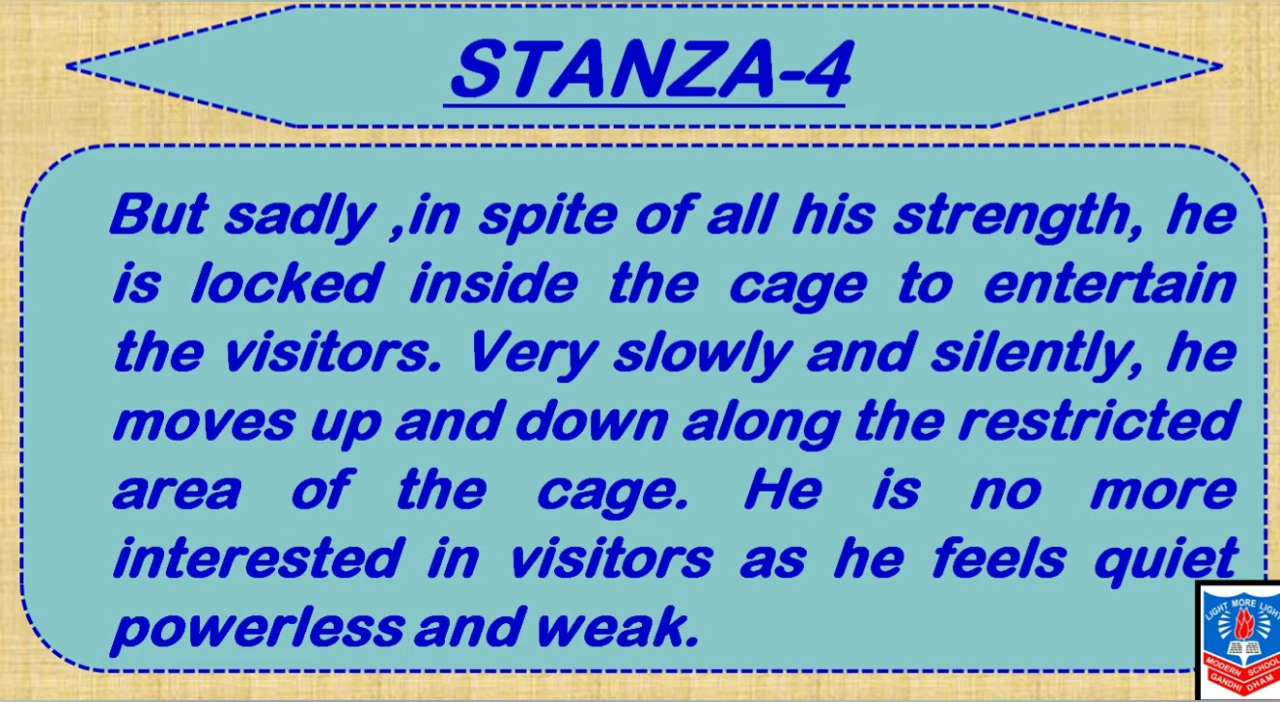 STANZA-4
But sadly ,in spite of all his strength, he
is locked inside the cage to entertain
the visitors. Very slowly and silently, he
moves up and down along the restricted
area of the cage. He is no more
interested in visitors as he feels quiet
powerless and weak.
LIGHT MORE LIGHT
MODERN SCHOOL
GANDHI DHAM